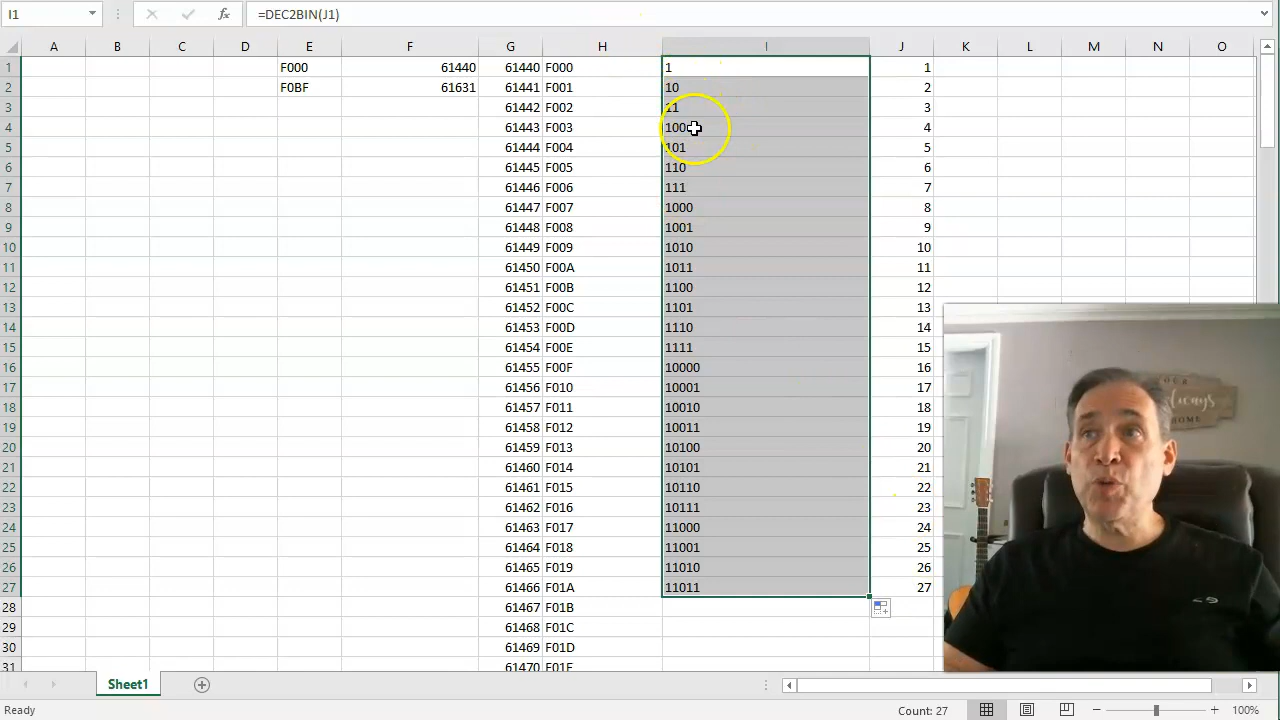 I1
=DEC2BIN(J1)
A B C D E F G H I J K L M N O
1 F000 61440 61440 F000 1 1
2 F0BF 61631 61441 F001 10 2
3 61442 F002 11 3
4 61443 F003 100 4
5 61444 F004 101 5
6 61445 F005 110 6
7 61446 F006 111 7
8 61447 F007 1000 8
9 61448 F008 1001 9
10 61449 F009 1010 10
11 61450 F00A 1011 11
12 61451 F00B 1100 12
13 61452 F00C 1101 13
14 61453 F00D 1110 14
15 61454 F00E 1111 15
16 61455 F00F 10000 16
17 61456 F010 10001 17
18 61457 F011 10010 18
19 61458 F012 10011 19
20 61459 F013 10100 20
21 61460 F014 10101 21
22 61461 F015 10110 22
23 61462 F016 10111 23
24 61463 F017 11000 24
25 61464 F018 11001 25
26 61465 F019 11010 26
27 61466 F01A 11011 27
28 61467 F01B
29 61468 F01C
30 61469 F01D
31 61470 F01E
always
HOME
Sheet1
Ready
Count: 27
100%